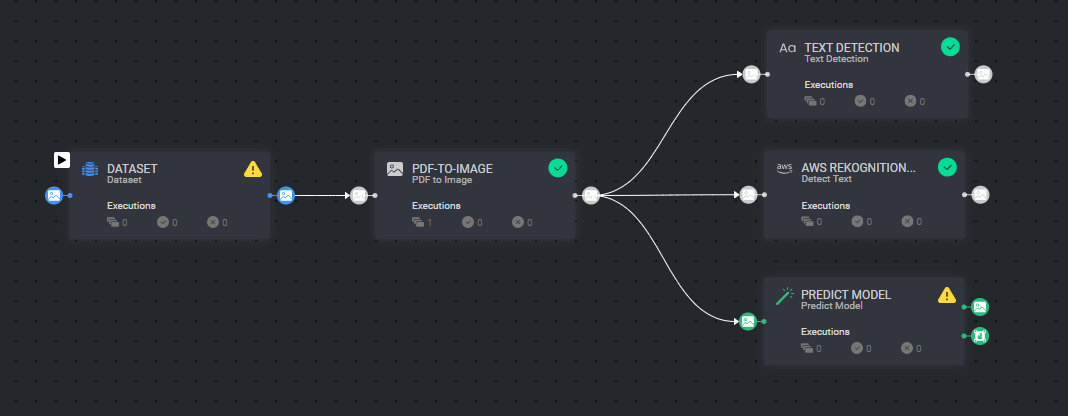 DATASET
Dataset
Executions
0 0 0
PDF-TO-IMAGE
PDF to Image
Executions
1 0 0
Aa TEXT DETECTION
Text Detection
Executions
0 0 0
aws AWS REKOGNITION...
Detect Text
Executions
0 0 0
PREDICT MODEL
Predict Model
Executions
0 0 0